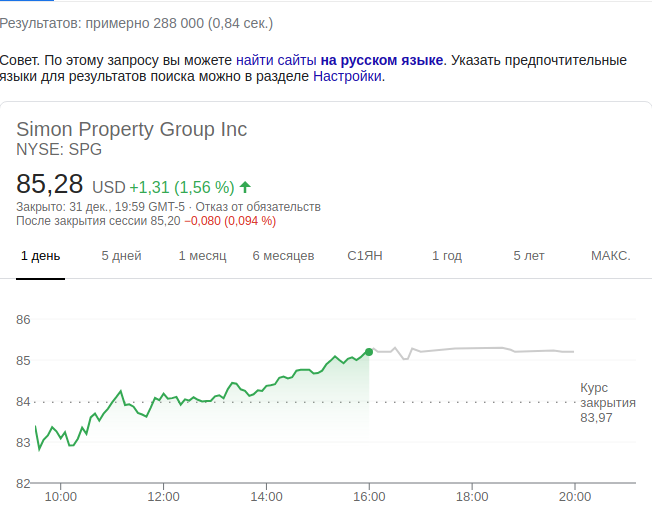 Результатов: примерно 288 000 (0,84 сек.)
Совет. По этому запросу вы можете найти сайты на русском языке. Указать предпочтительные
языки для результатов поиска можно в разделе Настройки.
Simon Property Group Inc
NYSE: SPG
85,28 USD +1,31 (1,56 %)
Закрыто: 31 дек., 19:59 GMT-5 · Отказ от обязательств
После закрытия сессии 85,20 −0,080 (0,094 %)
1 день 5 дней 1 месяц 6 месяцев С1ЯН 1 год 5 лет МАКС.
86
85
84
83
82
Курс
закрытия
83,97
10:00 12:00 14:00 16:00 18:00 20:00